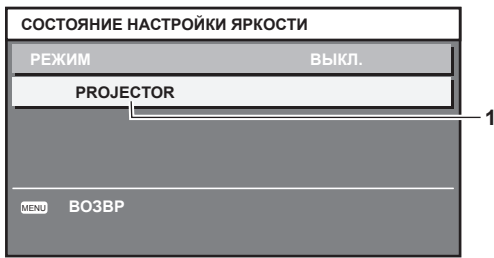 СОСТОЯНИЕ НАСТРОЙКИ ЯРКОСТИ
РЕЖИМ ВЫКЛ.
PROJECTOR
1
MENU ВОЗВР